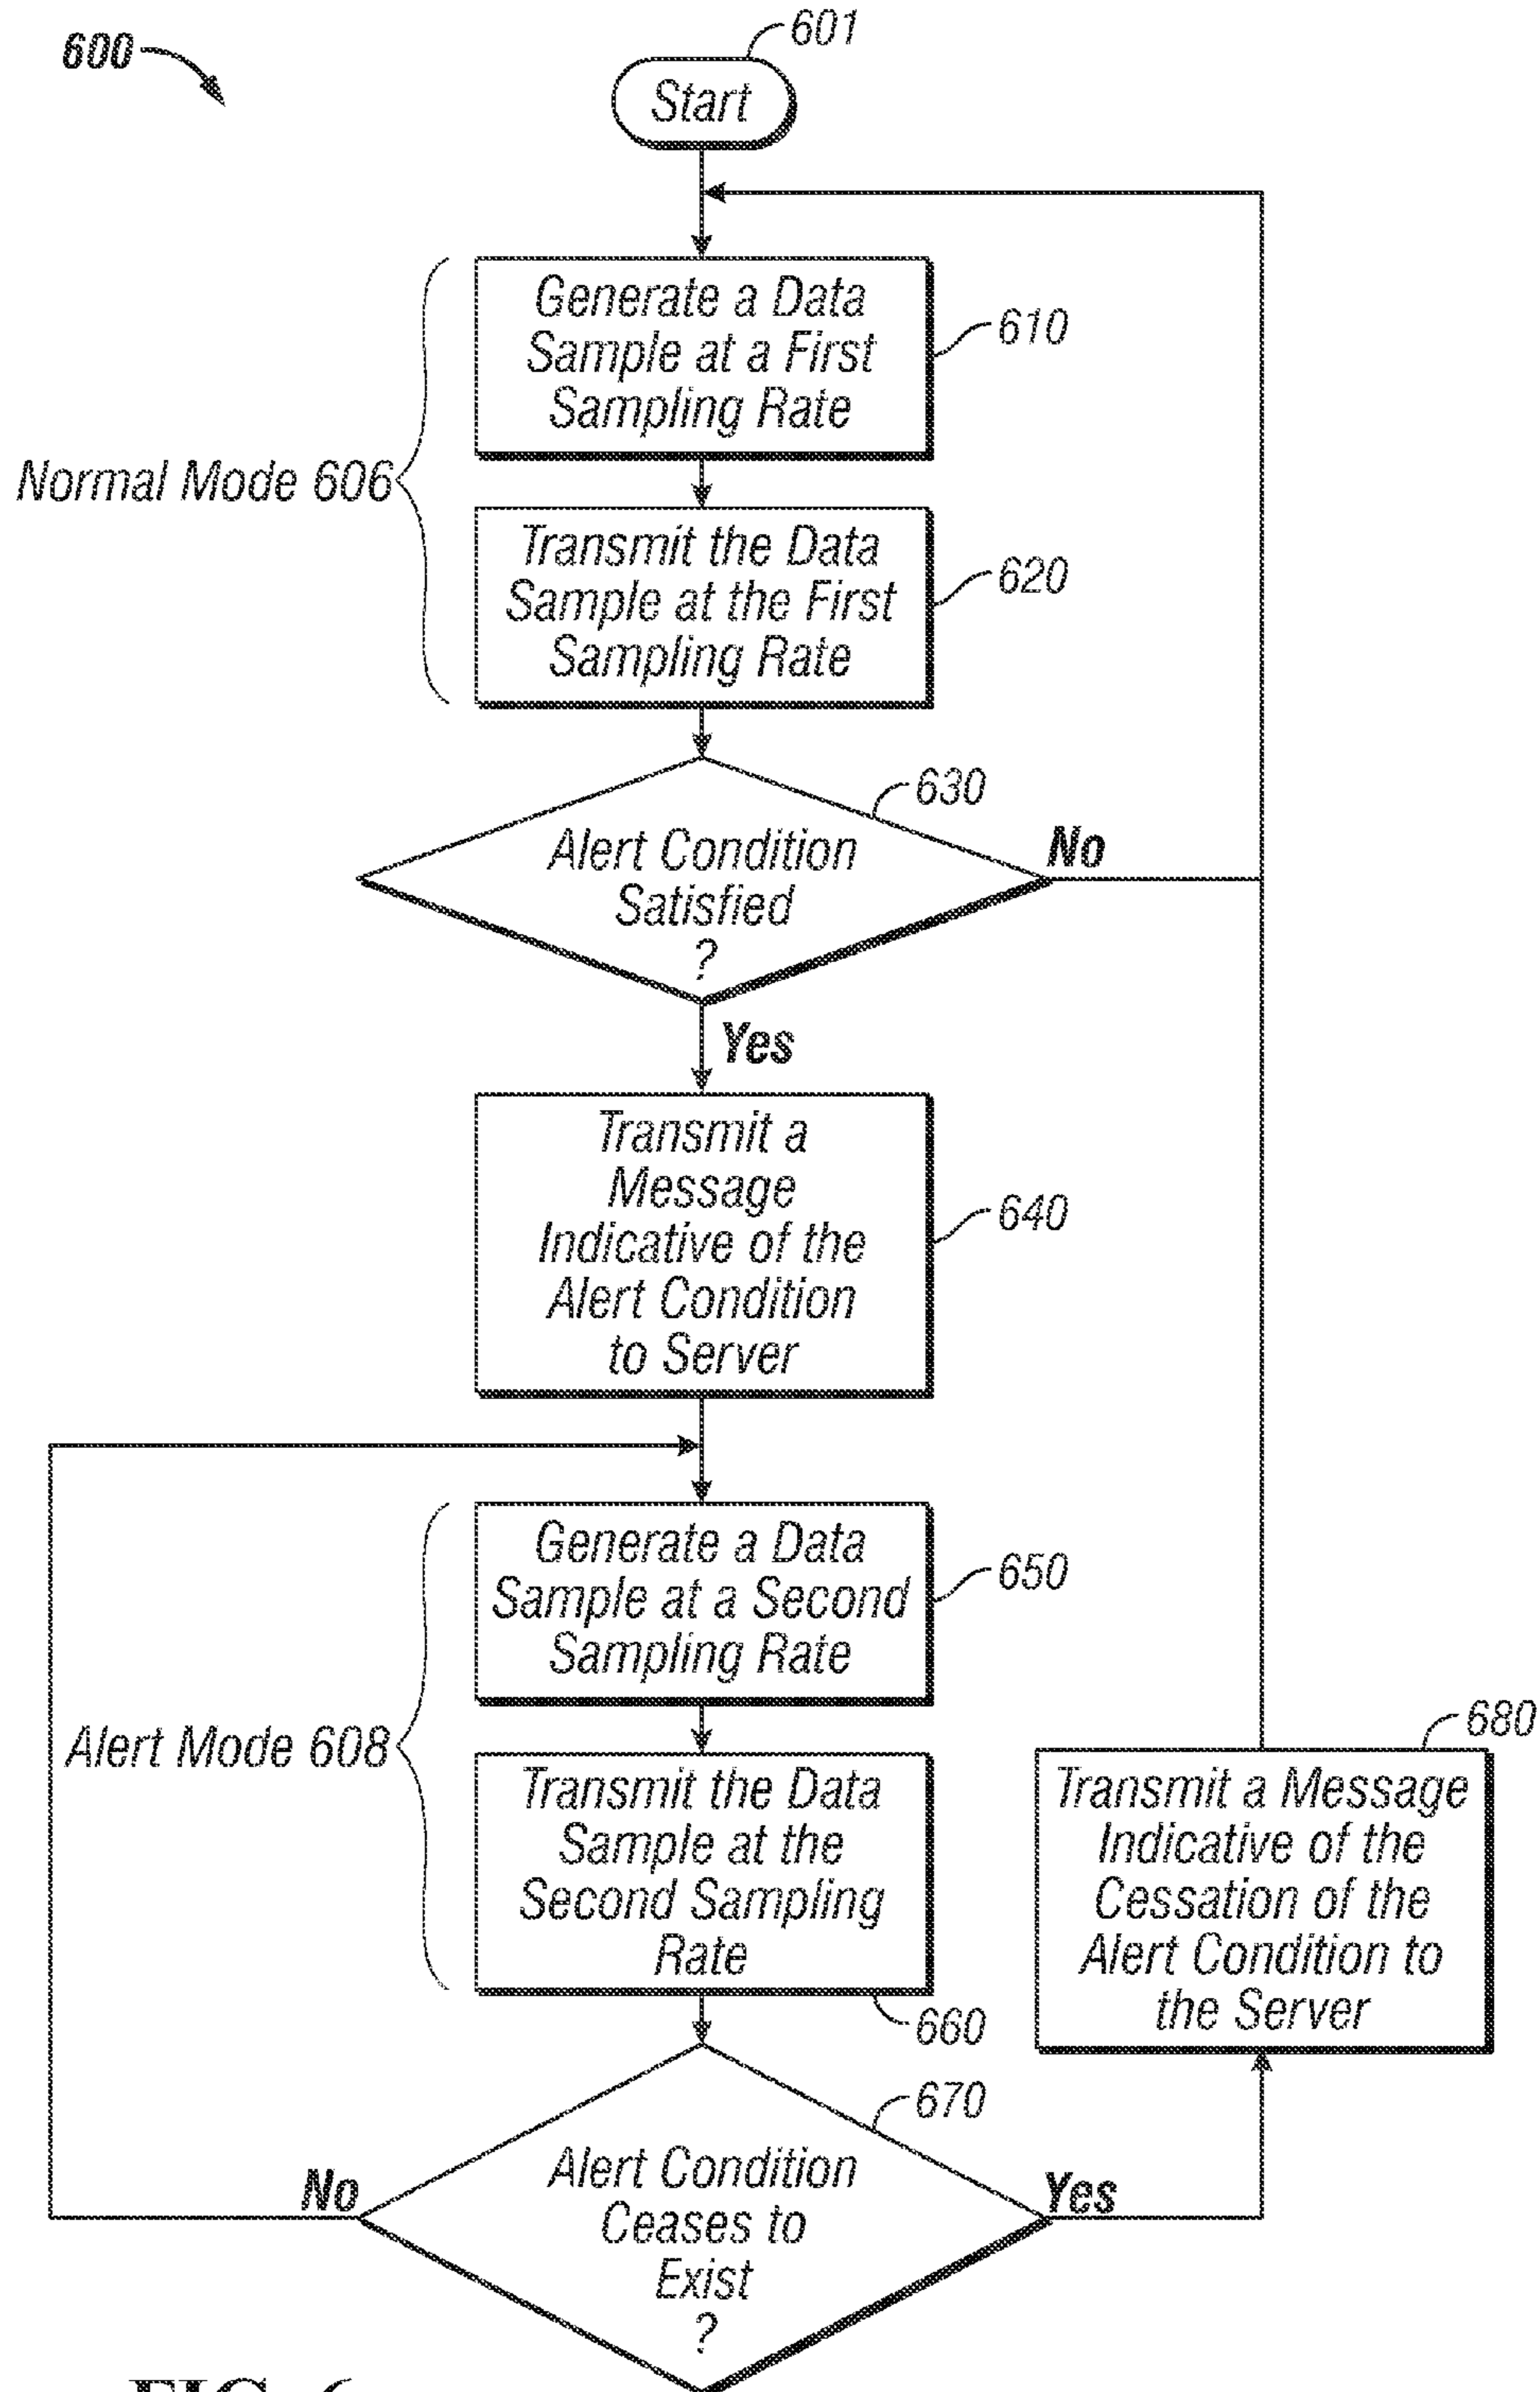 600
601
Start
Generate a Data
Sample at a First
Sampling Rate
610
Normal Mode 606
Transmit the Data
Sample at the First
Sampling Rate
620
630
Alert Condition
Satisfied
?
No
Yes
Transmit a
Message
Indicative of the
Alert Condition
to Server
640
Generate a Data
Sample at a Second
Sampling Rate
650
Alert Mode 608
Transmit the Data
Sample at the
Second Sampling
Rate
660
680
Transmit a Message
Indicative of the
Cessation of the
Alert Condition to
the Server
670
Alert Condition
Ceases to
Exist
?
No
Yes
FIG. 6